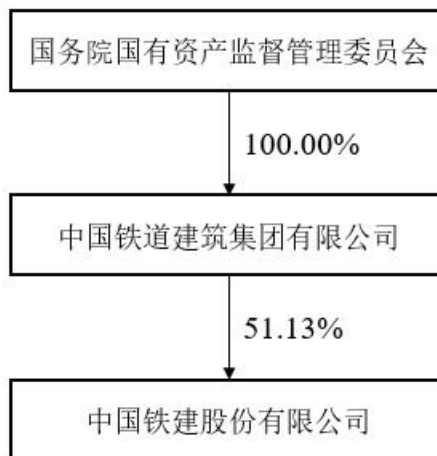 国务院国有资产监督管理委员会
100.00%
中国铁道建筑集团有限公司
51.13%
中国铁建股份有限公司